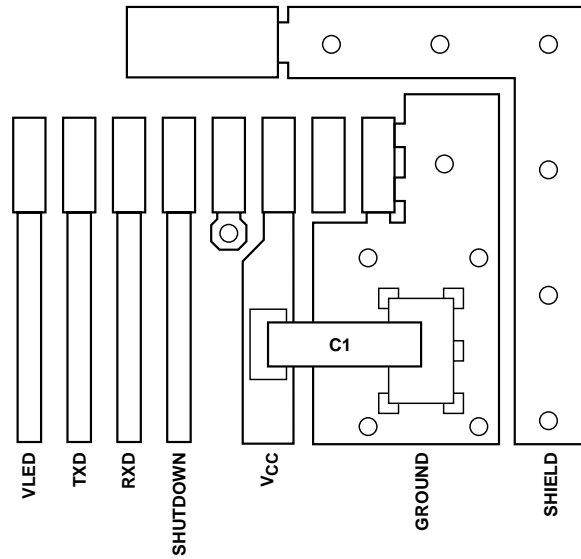 C1
VLED
TXD
RXD
SHUTDOWN
VCC
GROUND
SHIELD